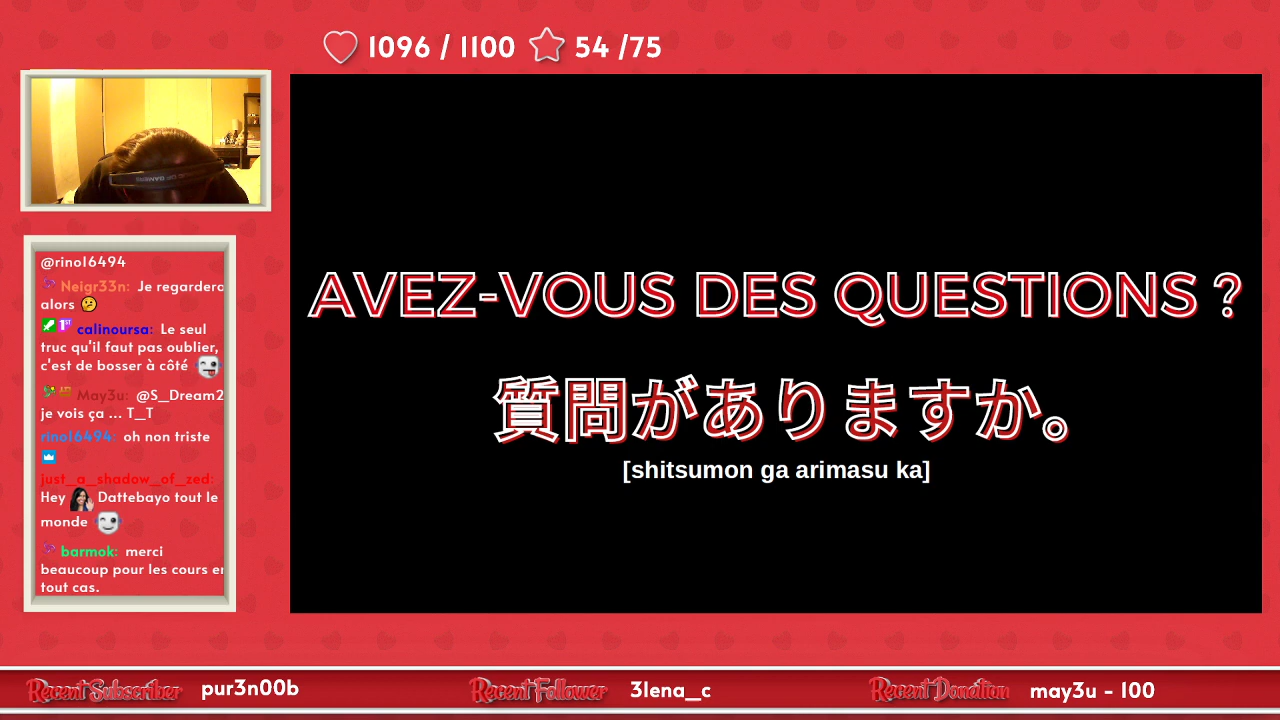 1096 / 1100 54 /75
@rino16494
Neigr33n: Je regardero
alors
calinoursa: Le seul
truc qu'il faut pas oublier,
c'est de bosser à côté
May3u: @S_Dream2
je vois ça ... T_T
rino16494: oh non triste
just_a_shadow_of_zed:
Hey Dattebayo tout le
monde
barmok: merci
beaucoup pour les cours en
tout cas.
AVEZ-VOUS DES QUESTIONS ?
質問がありますか。
[shitsumon ga arimasu ka]
Recent Subscriber pur3n00b Recent Follower 3lena_c Recent Donation may3u - 100